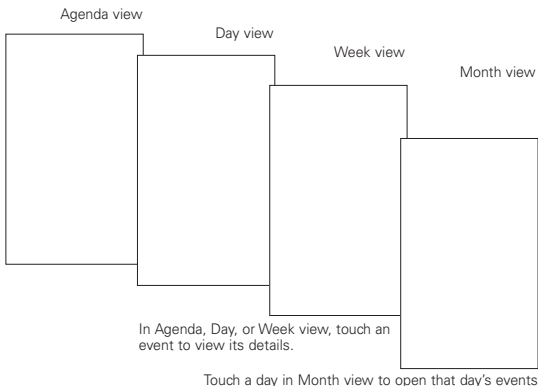 Agenda view
Day view
Week view
Month view
In Agenda, Day, or Week view, touch an
event to view its details.
Touch a day in Month view to open that day's events